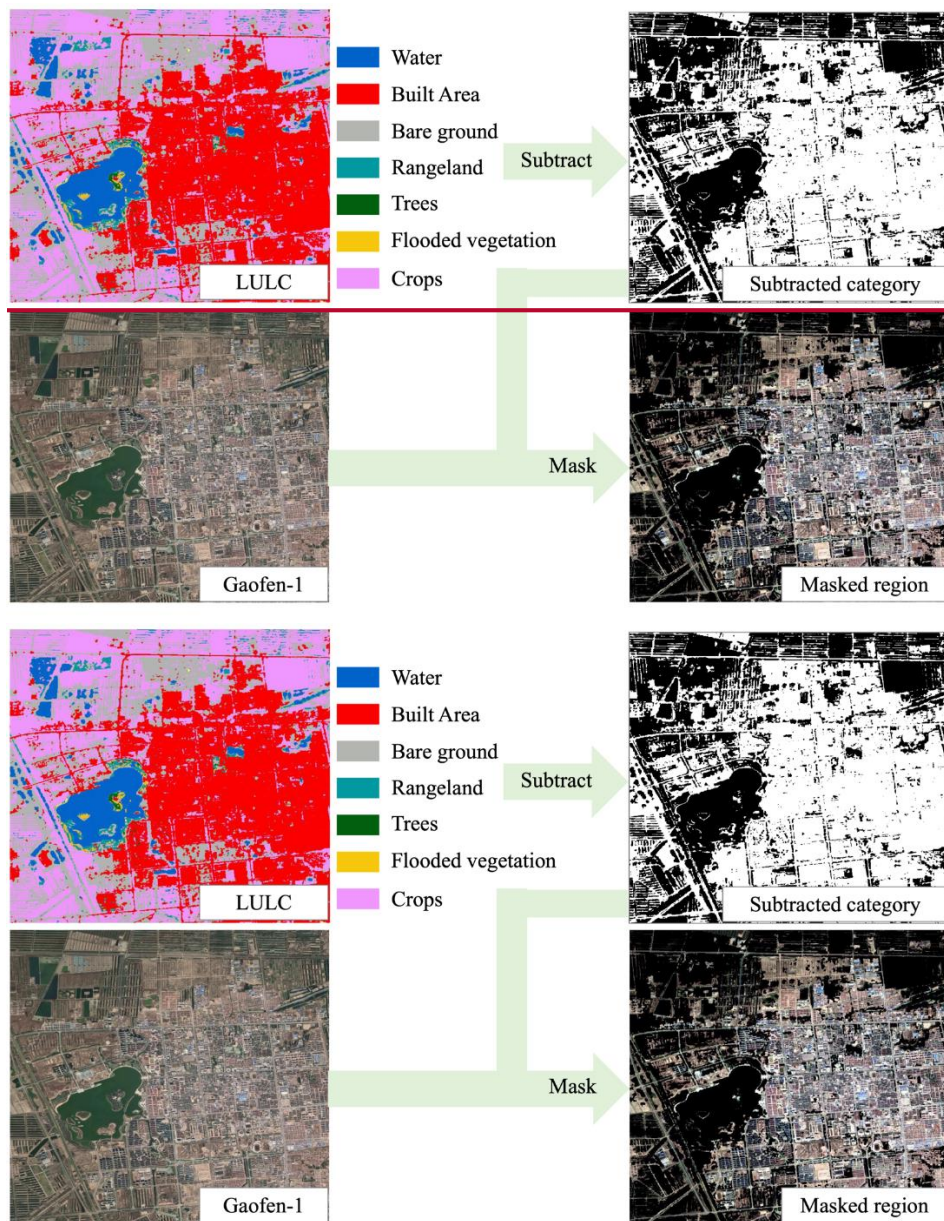 Water
Built Area
Bare ground
Rangeland
Trees
Flooded vegetation
Crops
LULC
Subtract
Subtracted category
Gaofen-1
Mask
Masked region
Water
Built Area
Bare ground
Rangeland
Trees
Flooded vegetation
Crops
LULC
Subtract
Subtracted category
Gaofen-1
Mask
Masked region